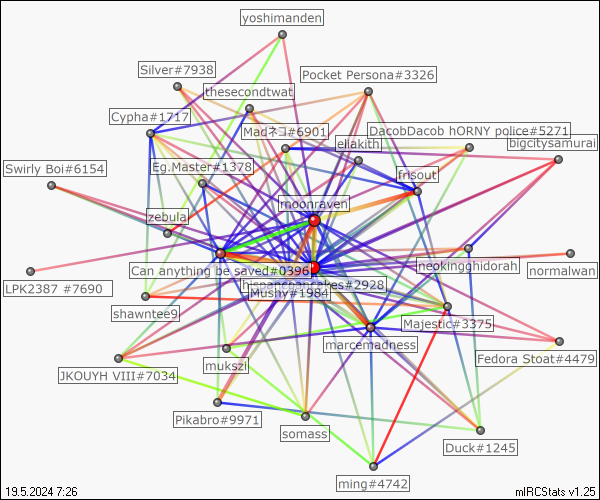 yoshimanden
Silver#7938
Pocket Persona#3326
thesecondtwat
Cypha#1717
Madネコ#6901
DacobDacob hORNY police#5271
eliakith
bigcitysamurai
Swirly Boi#6154
Eg.Master#1378
frisout
moonraven
zebula
Can anything be saved#0396
neokingghidorah
normalwan
LPK2387 #7690
hispancpancakes#2928
Mushy#1984
shawntee9
Majestic#3375
marcemadness
Fedora Stoat#4479
mukszi
JKOUYH VIII#7034
Pikabro#9971
somass
Duck#1245
ming#4742
19.5.2024 7:26
mIRCStats v1.25